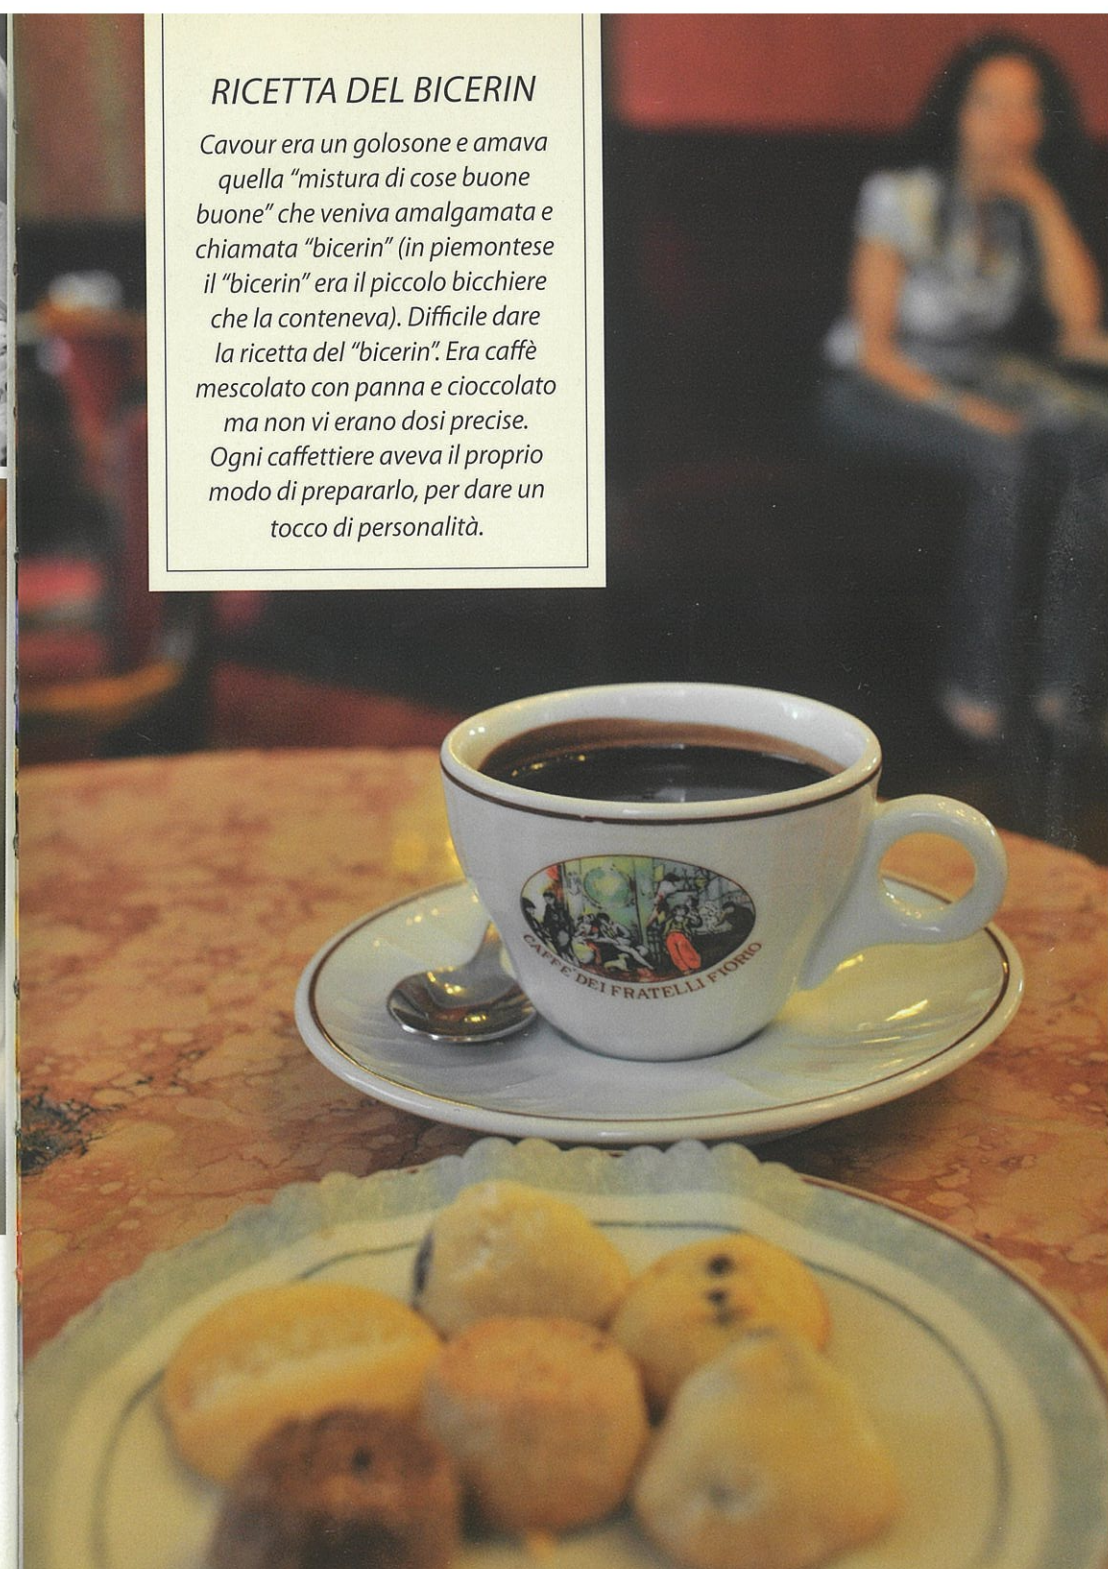 RICETTA DEL BICERIN
Cavour era un golosone e amava
quella “mistura di cose buone
buone” che veniva amalgamata e
chiamata “bicerin” (in piemontese
il “bicerin” era il piccolo bicchiere
che la conteneva). Difficile dare
la ricetta del “bicerin”. Era caffè
mescolato con panna e cioccolato
ma non vi erano dosi precise.
Ogni caffettiere aveva il proprio
modo di prepararlo, per dare un
tocco di personalità.
CAFFE' DEI FRATELLI FIORIO